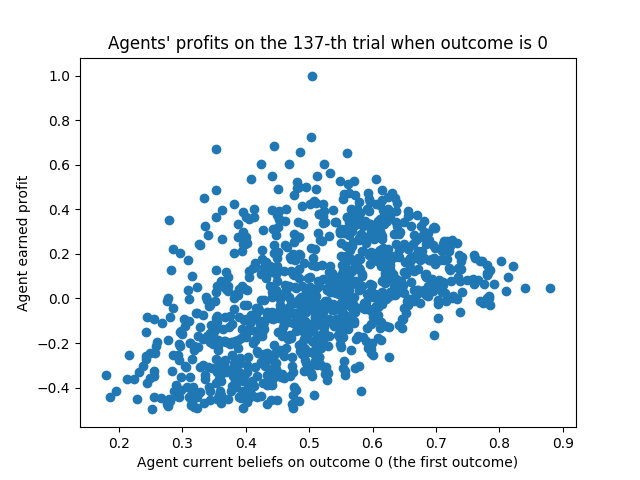 Agents' profits on the 137-th trial when outcome is 0
1.0
0.8
0.6
0.4
0.2
0.0
−0.2
−0.4
Agent earned profit
0.2 0.3 0.4 0.5 0.6 0.7 0.8 0.9
Agent current beliefs on outcome 0 (the first outcome)